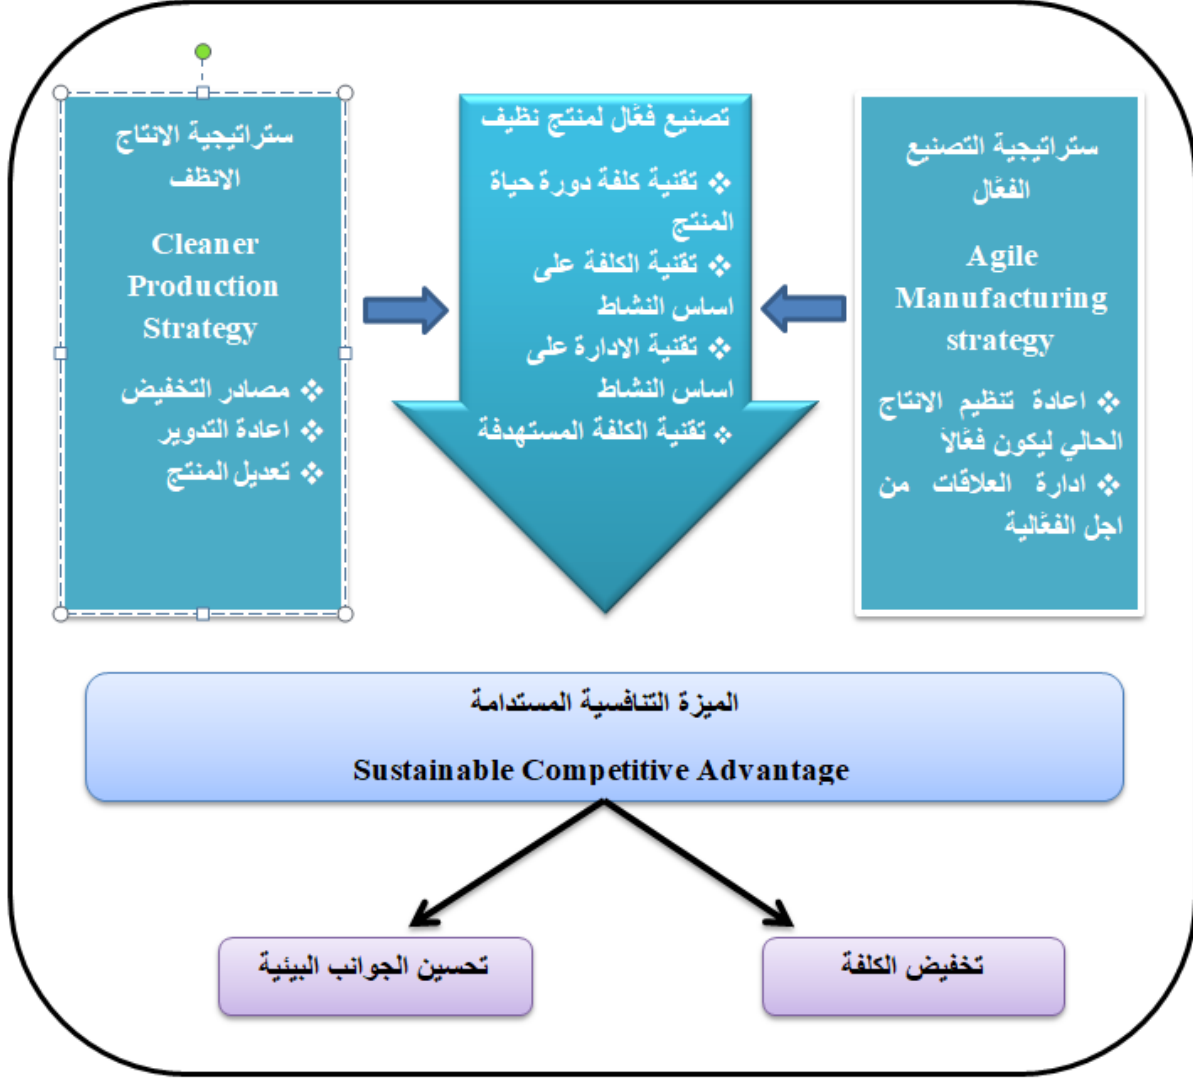 ستراتيجية التصنيع
الفعّال
Agile
Manufacturing
strategy
❖ اعادة تنظيم الانتاج
الحالي ليكون فعّالاً
❖ ادارة العلاقات من
اجل الفعّالية
تصنيع فعّال لمنتج نظيف
❖ تقنية كلفة دورة حياة
المنتج
❖ تقنية الكلفة على
اساس النشاط
❖ تقنية الادارة على
اساس النشاط
❖ تقنية الكلفة المستهدفة
ستراتيجية الانتاج
الانظف
Cleaner
Production
Strategy
❖ مصادر التخفيض
❖ اعادة التدوير
❖ تعديل المنتج
الميزة التنافسية المستدامة
Sustainable Competitive Advantage
تخفيض الكلفة
تحسين الجوانب البيئية